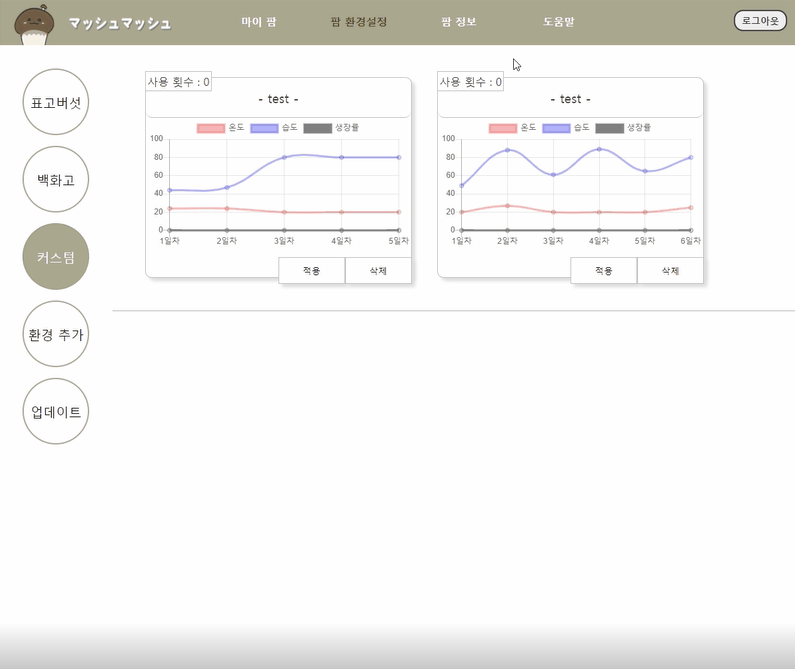 マッシュマッシュ 마이 팜 팜 환경설정 팜 정보 도움말 로그아웃
표고버섯
백화고
커스텀
환경 추가
업데이트
사용 횟수 : 0
- test -
온도 습도 생장률
100
80
60
40
20
0
1일차 2일차 3일차 4일차 5일차
적용 삭제
사용 횟수 : 0
- test -
온도 습도 생장률
100
80
60
40
20
0
1일차 2일차 3일차 4일차 5일차 6일차
적용 삭제